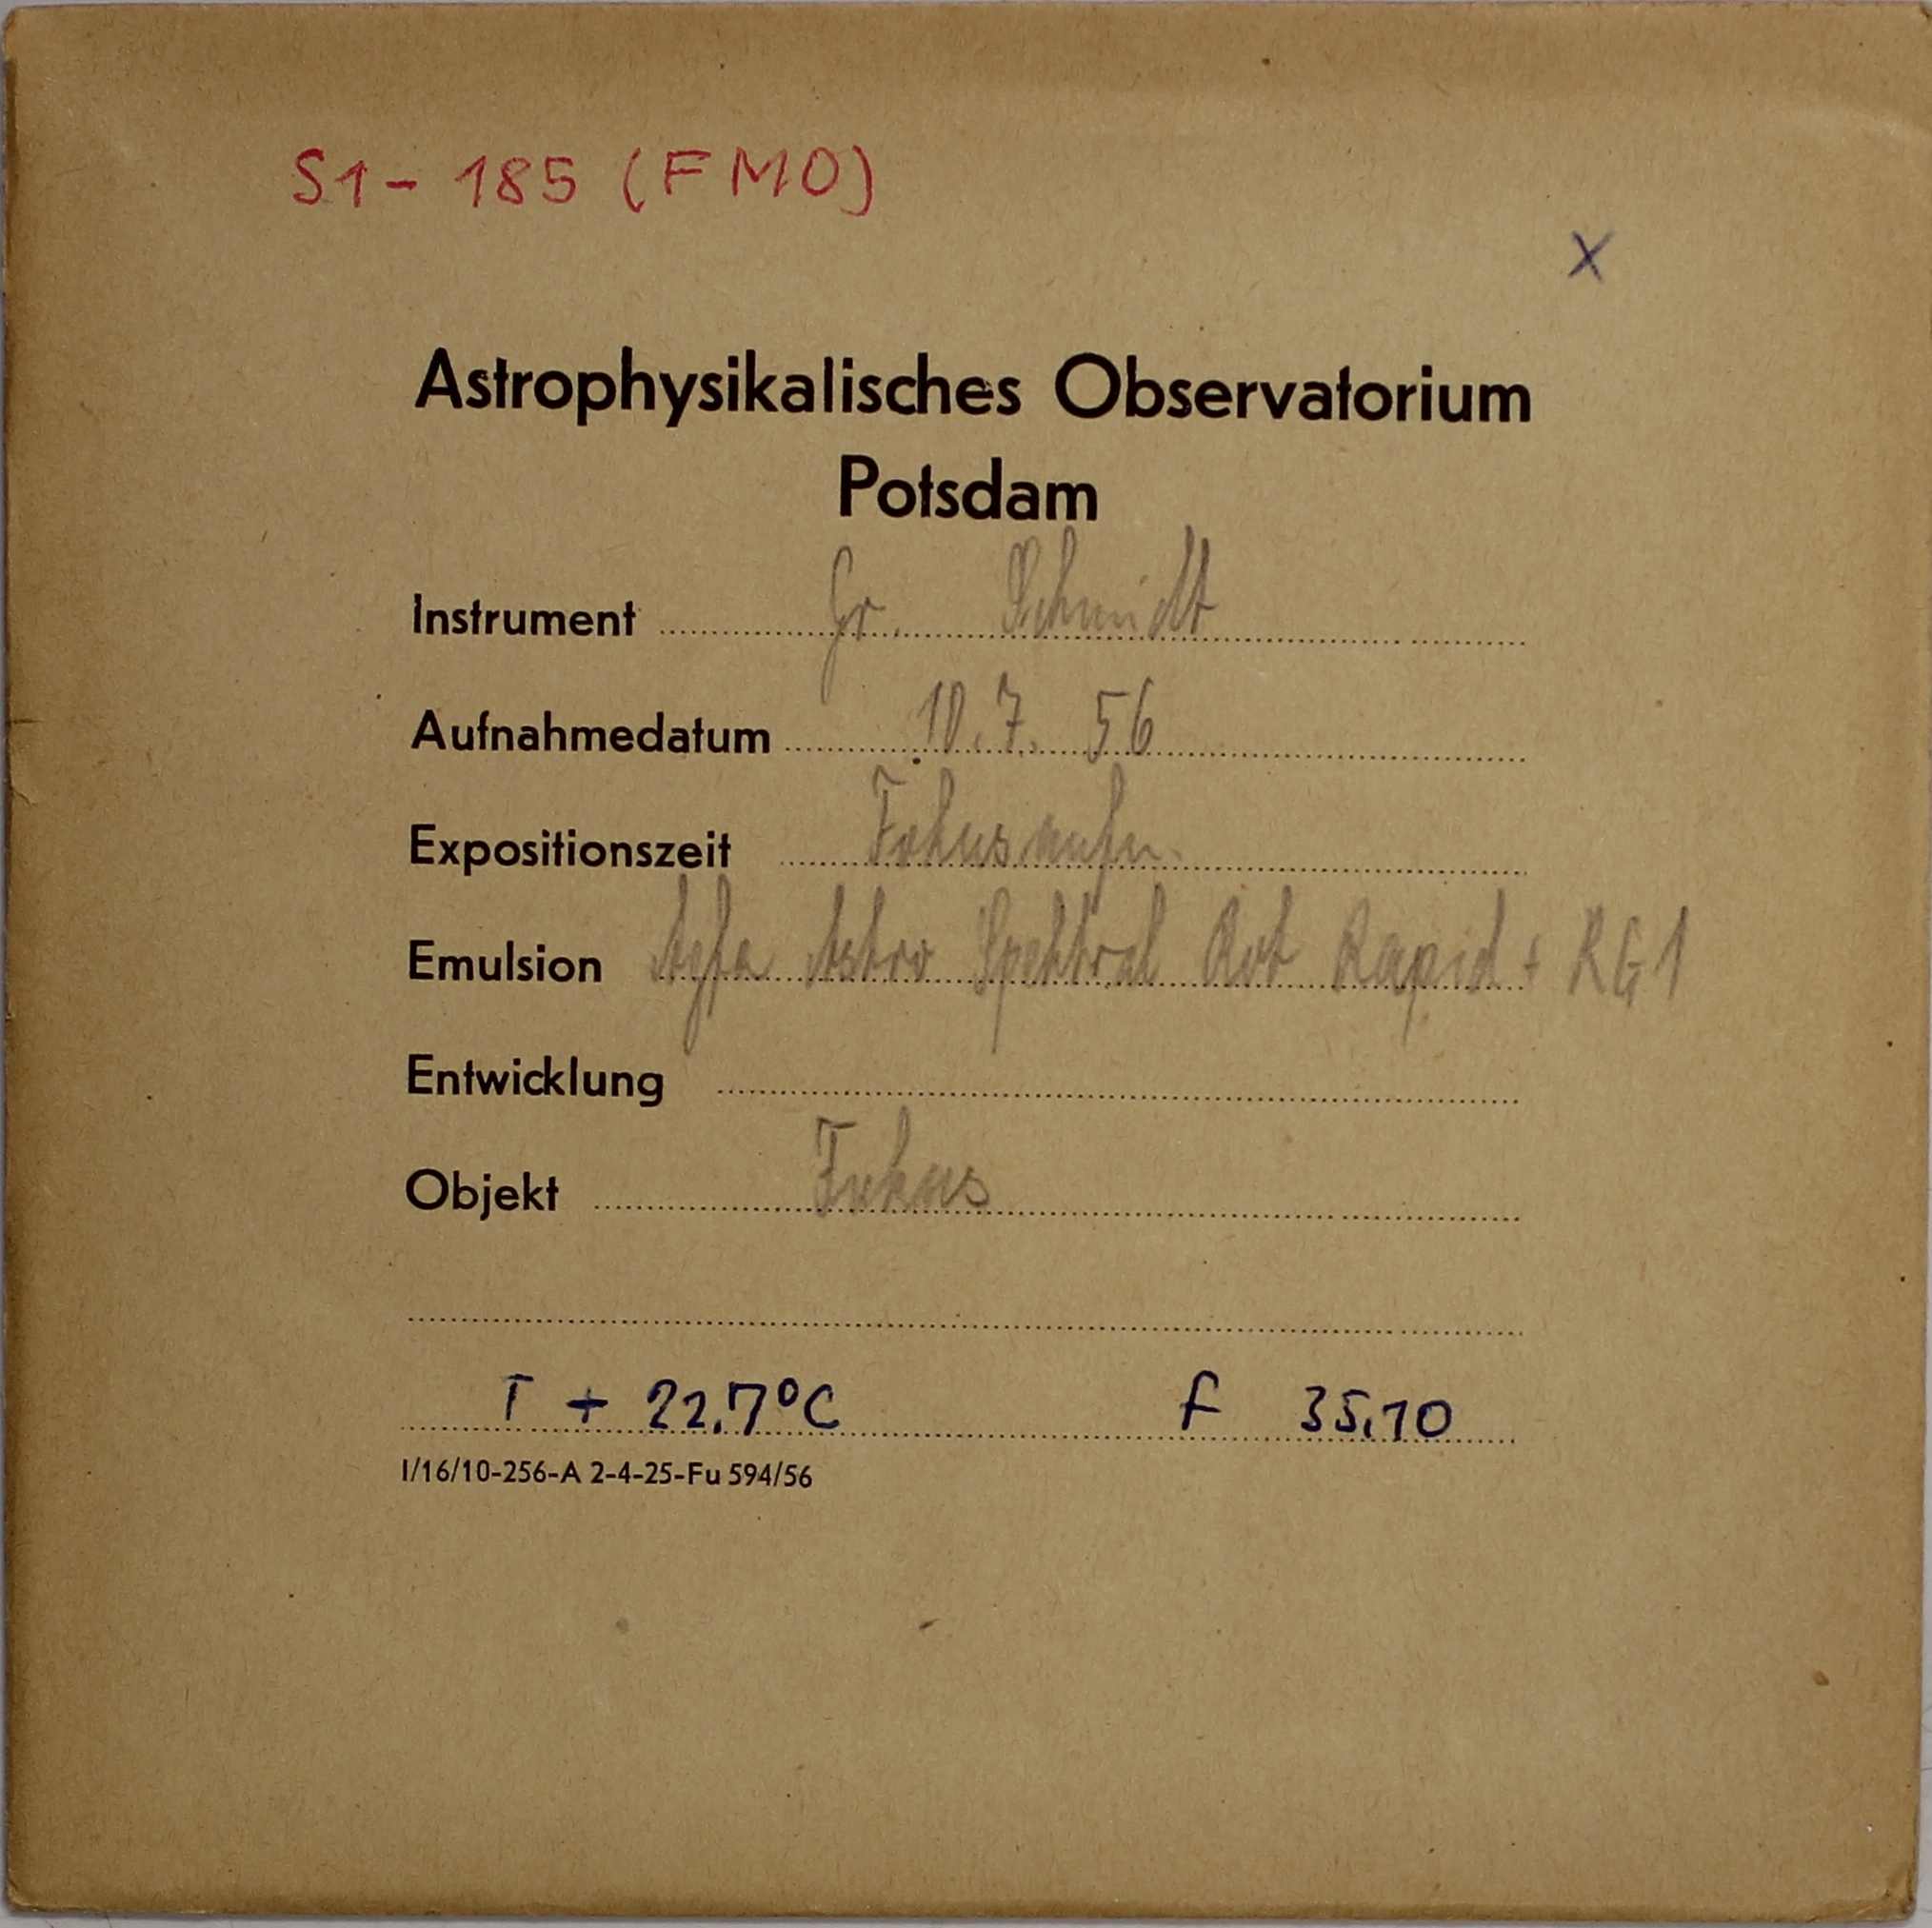 S1 - 185 (FMO)
X
Astrophysikalisches Observatorium
Potsdam
Instrument Gr. Schmidt
Aufnahmedatum 10.7. 56
Expositionszeit Fokusaufn.
Emulsion Agfa Astro Spektral Rot Rapid + RG1
Entwicklung
Objekt Fokus
T + 22.7°C f 35,10
I/16/10-256-A 2-4-25-Fu 594/56